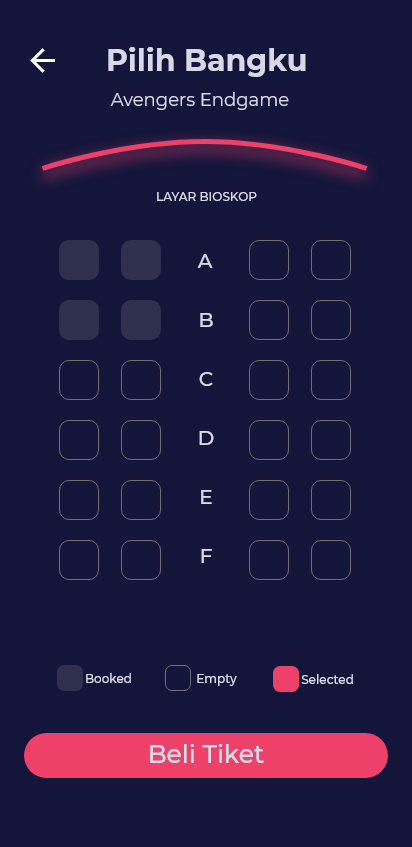 Pilih Bangku
Avengers Endgame
LAYAR BIOSKOP
A
B
C
D
E
F
Booked Empty Selected
Beli Tiket